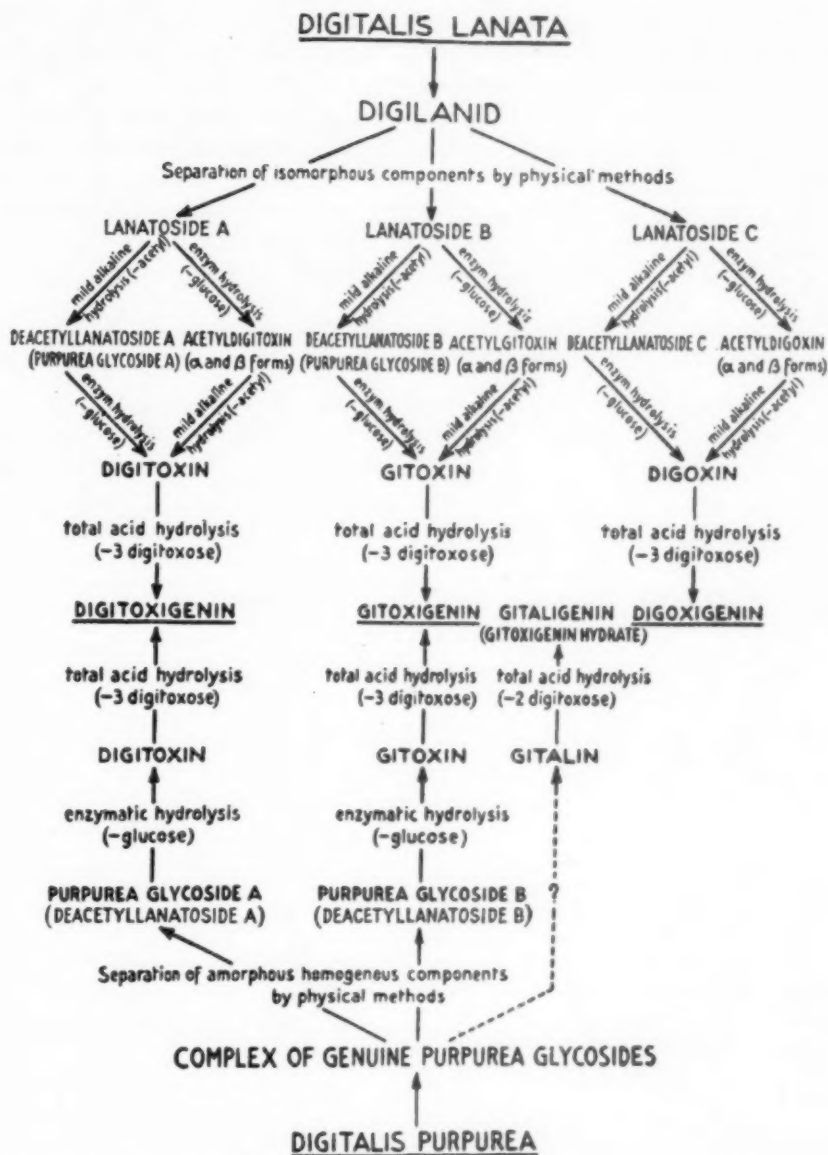 DIGITALIS LANATA
DIGILANID
Separation of isomorphous components by physical methods
LANATOSIDE A LANATOSIDE B LANATOSIDE C
mild alkaline hydrolysis (-acetyl) enzym hydrolysis (-glucose) mild alkaline hydrolysis (-acetyl) enzym hydrolysis (-glucose) mild alkaline hydrolysis (-acetyl) enzym hydrolysis (-glucose)
DEACETYLLANATOSIDE A ACETYLDIGITOXIN DEACETYLLANATOSIDE B ACETYLGITOXIN DEACETYLLANATOSIDE C ACETYLDIGOXIN
(PURPUREA GLYCOSIDE A) (α and β forms) (PURPUREA GLYCOSIDE B) (α and β forms) (α and β forms)
enzym hydrolysis (-glucose) mild alkaline hydrolysis (-acetyl) enzym hydrolysis (-glucose) mild alkaline hydrolysis (-acetyl) enzym hydrolysis (-glucose) mild alkaline hydrolysis (-acetyl)
DIGITOXIN GITOXIN DIGOXIN
total acid hydrolysis total acid hydrolysis total acid hydrolysis
(-3 digitoxose) (-3 digitoxose) (-3 digitoxose)
DIGITOXIGENIN GITOXIGENIN GITALIGENIN DIGOXIGENIN
(GITOXIGENIN HYDRATE)
total acid hydrolysis total acid hydrolysis total acid hydrolysis
(-3 digitoxose) (-3 digitoxose) (-2 digitoxose)
DIGITOXIN GITOXIN GITALIN
enzymatic hydrolysis enzymatic hydrolysis
(-glucose) (-glucose)
PURPUREA GLYCOSIDE A PURPUREA GLYCOSIDE B ?
(DEACETYLLANATOSIDE A) (DEACETYLLANATOSIDE B)
Separation of amorphous homogeneous components
by physical methods
COMPLEX OF GENUINE PURPUREA GLYCOSIDES
DIGITALIS PURPUREA